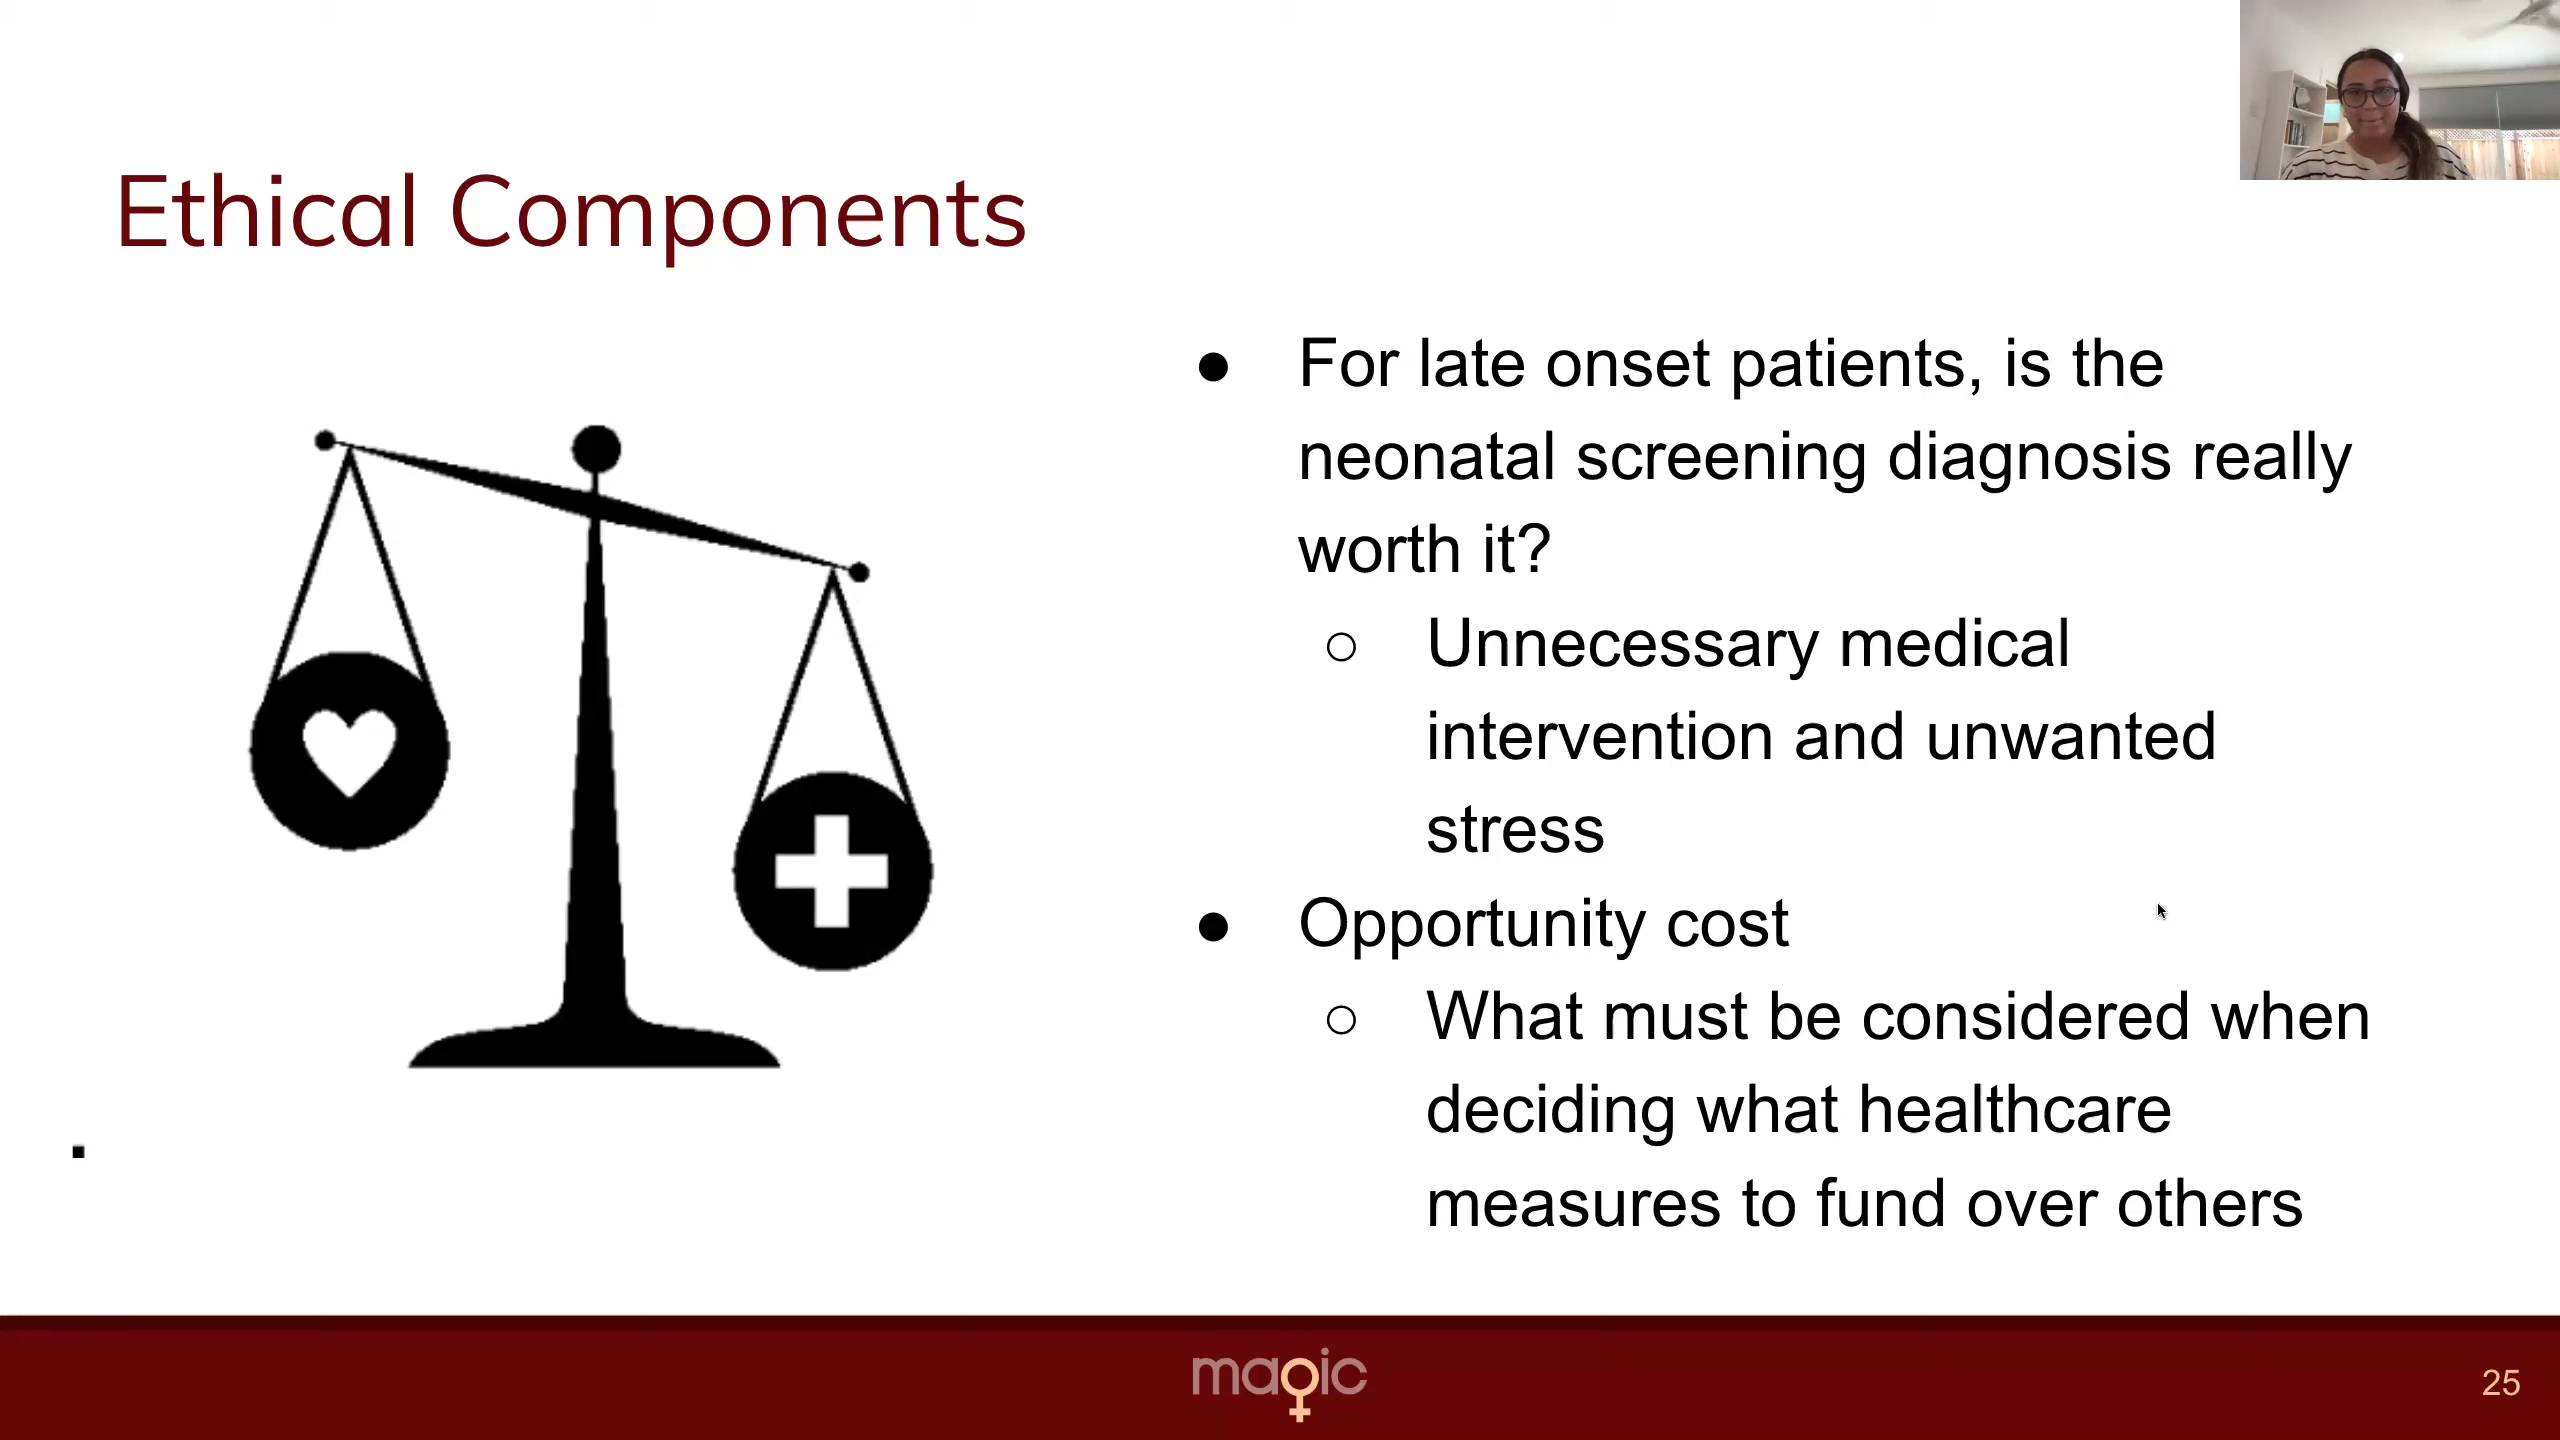 Ethical Components
● For late onset patients, is the
neonatal screening diagnosis really
worth it?
○ Unnecessary medical
intervention and unwanted
stress
● Opportunity cost
○ What must be considered when
deciding what healthcare
measures to fund over others
magic
25